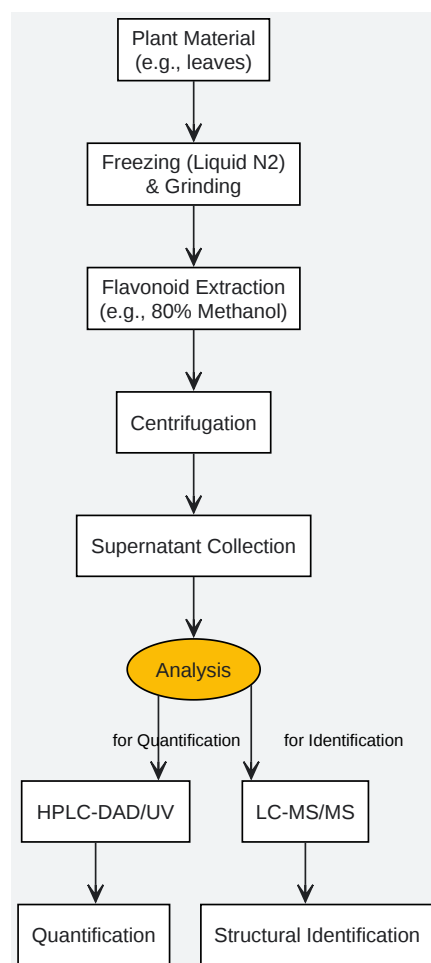 Plant Material
(e.g., leaves)
Freezing (Liquid N2)
& Grinding
Flavonoid Extraction
(e.g., 80% Methanol)
Centrifugation
Supernatant Collection
Analysis
for Quantification
for Identification
HPLC-DAD/UV
LC-MS/MS
Quantification
Structural Identification